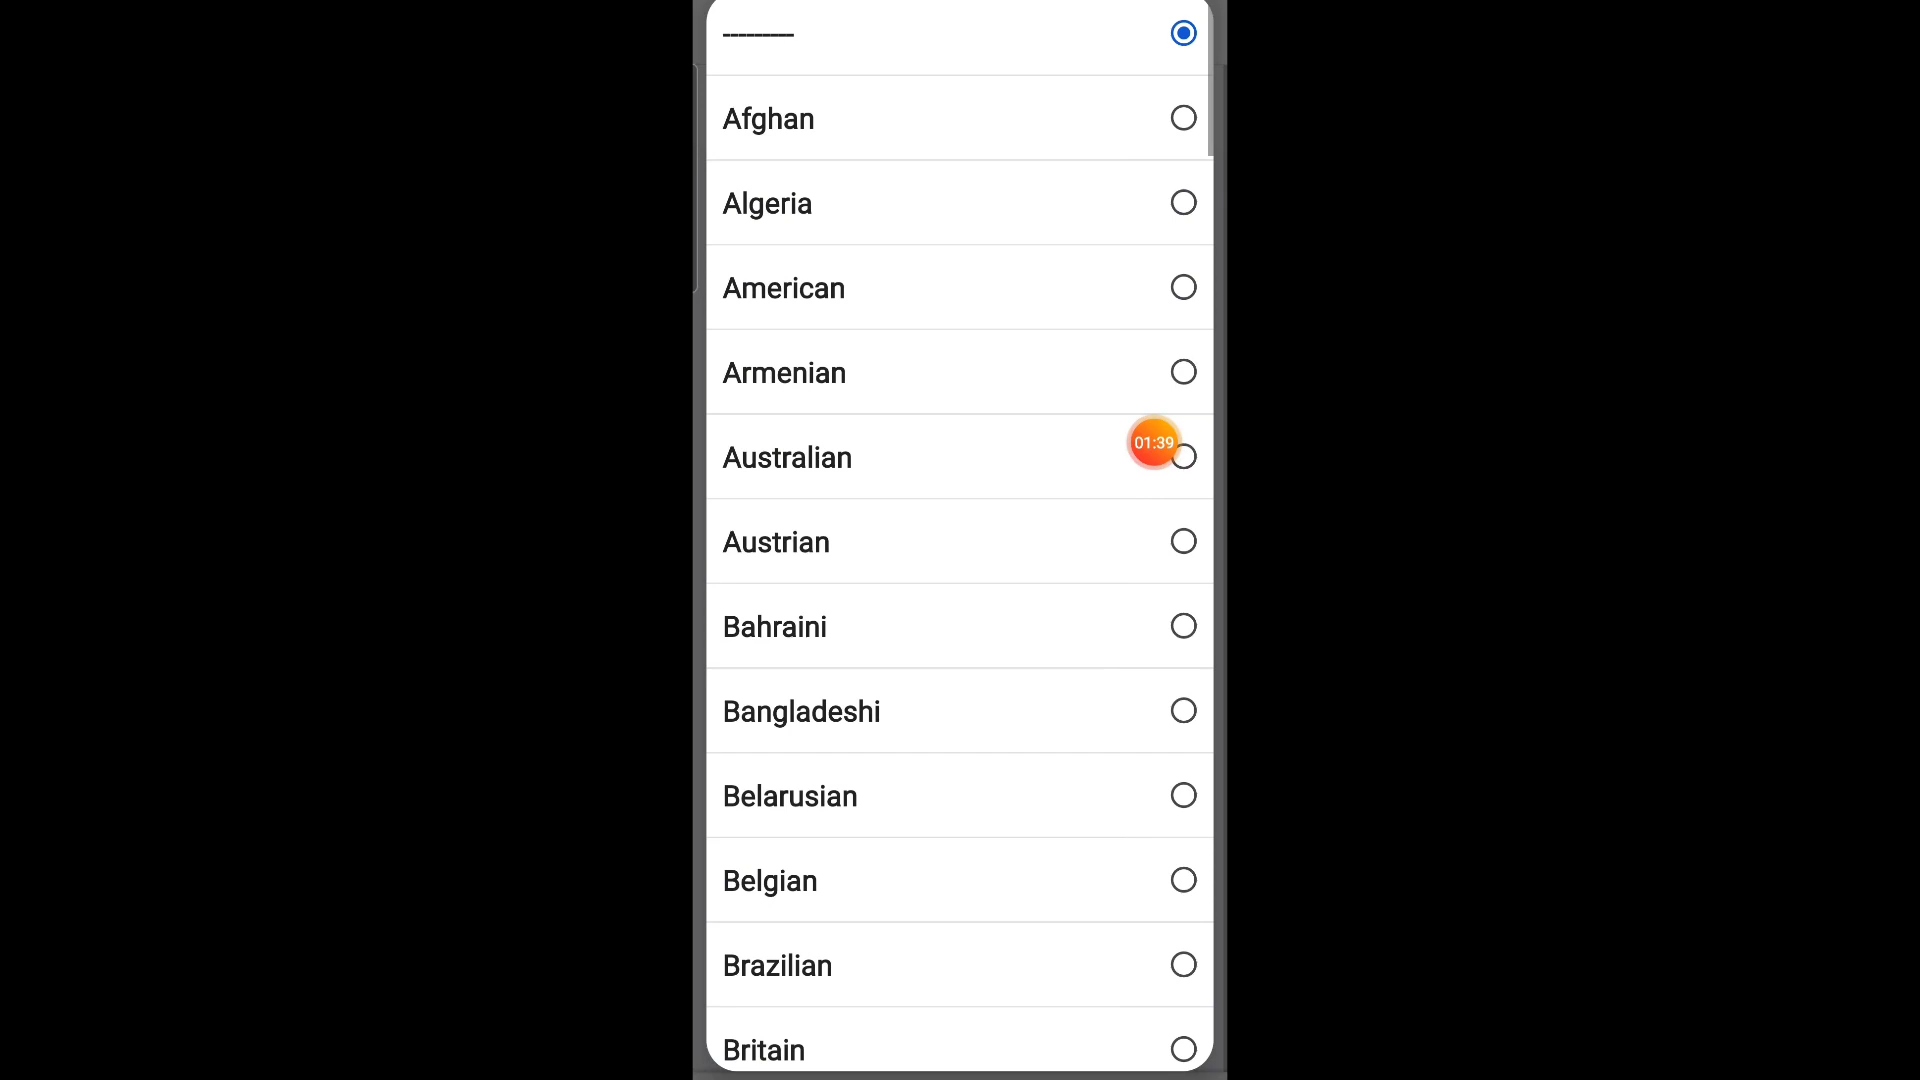 ---------
Afghan
Algeria
American
Armenian
Australian
01:39
Austrian
Bahraini
Bangladeshi
Belarusian
Belgian
Brazilian
Britain